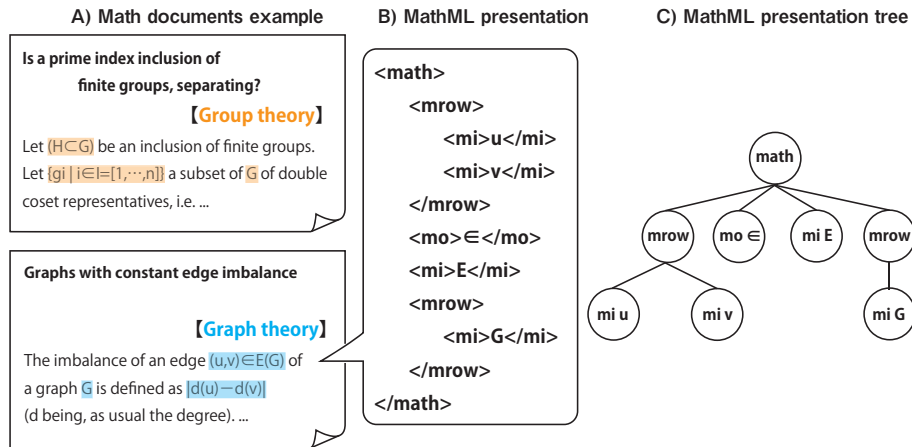 A) Math documents example
Is a prime index inclusion of
finite groups, separating?
【Group theory】
Let (H⊂G) be an inclusion of finite groups.
Let {gi | i∈I=[1,⋯,n]} a subset of G of double
coset representatives, i.e. ...
Graphs with constant edge imbalance
【Graph theory】
The imbalance of an edge (u,v)∈E(G) of
a graph G is defined as |d(u)−d(v)|
(d being, as usual the degree). ...
B) MathML presentation
<math>
<mrow>
<mi>u</mi>
<mi>v</mi>
</mrow>
<mo>∈</mo>
<mi>E</mi>
<mrow>
<mi>G</mi>
</mrow>
</math>
C) MathML presentation tree
math
mrow mo ∈ mi E mrow
mi u mi v mi G